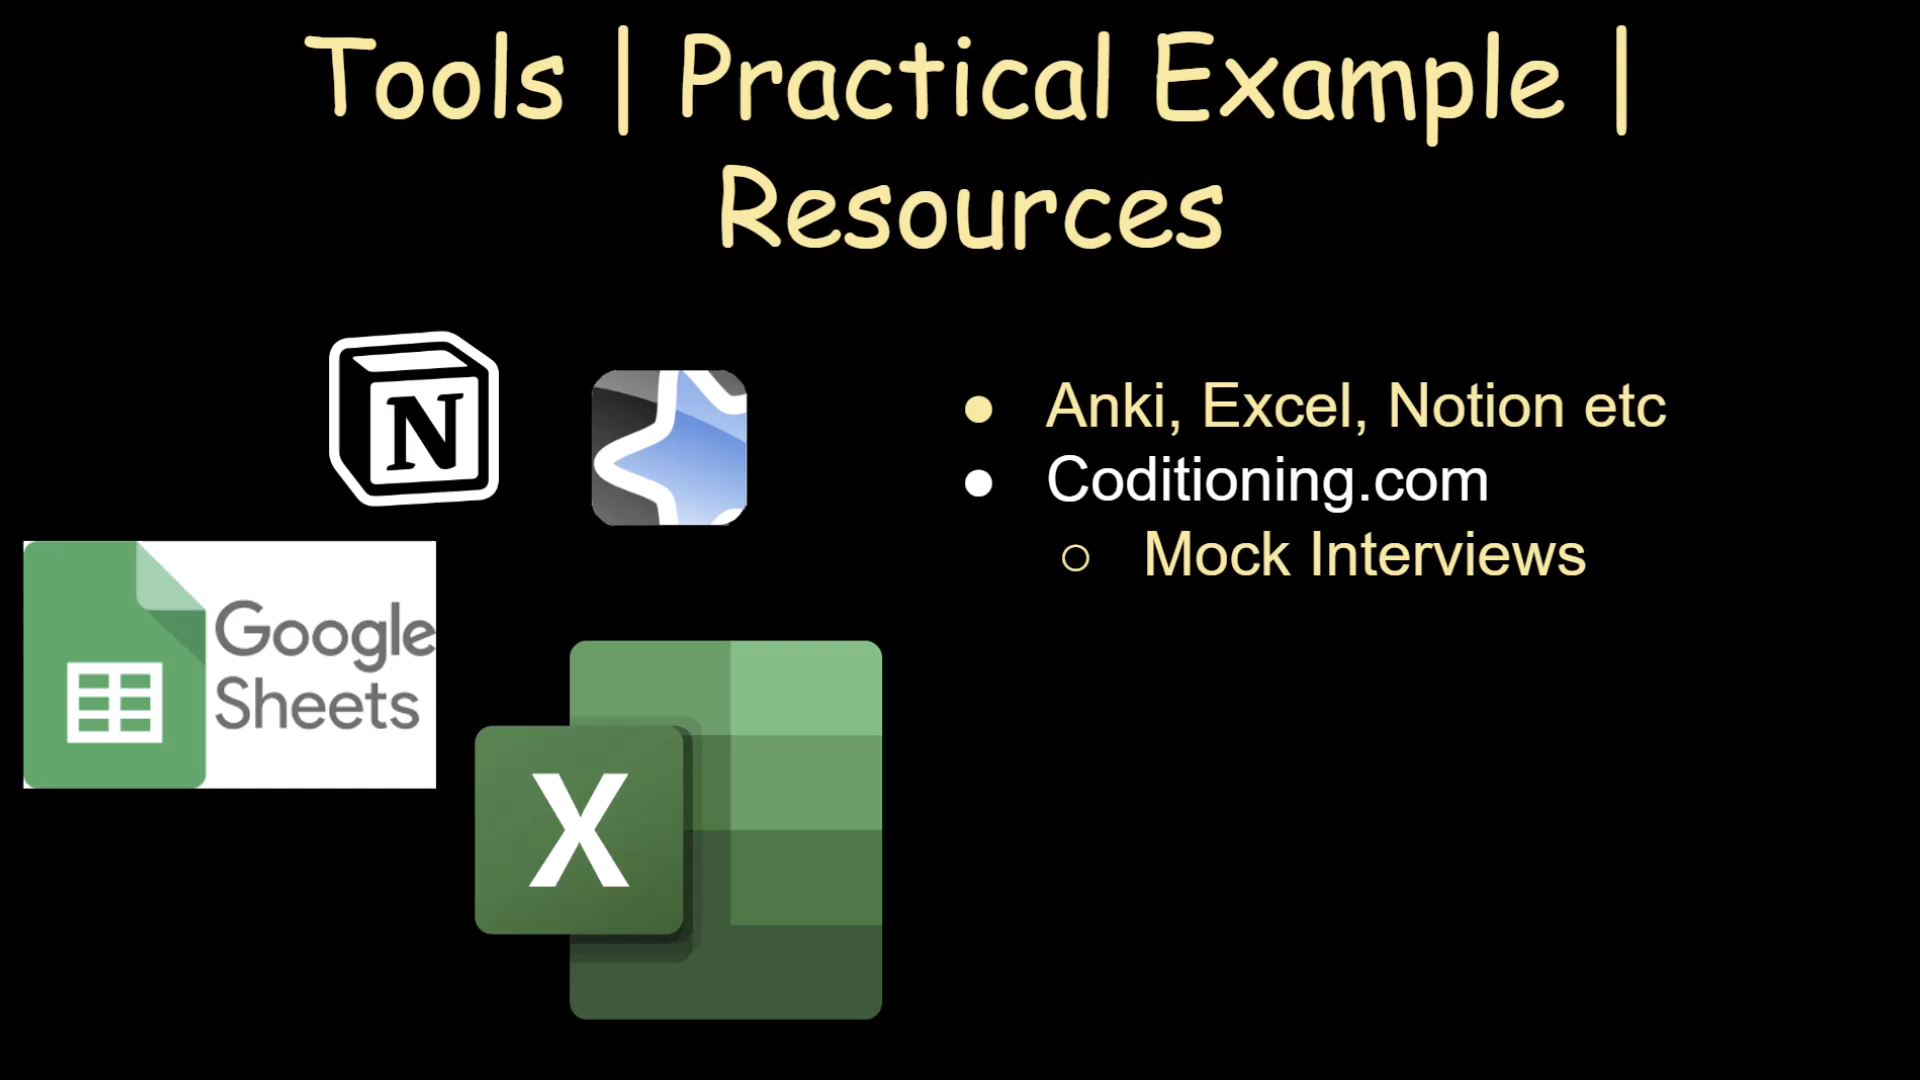 Tools | Practical Example |
Resources
N
Google
Sheets
X
● Anki, Excel, Notion etc
● Coditioning.com
○ Mock Interviews